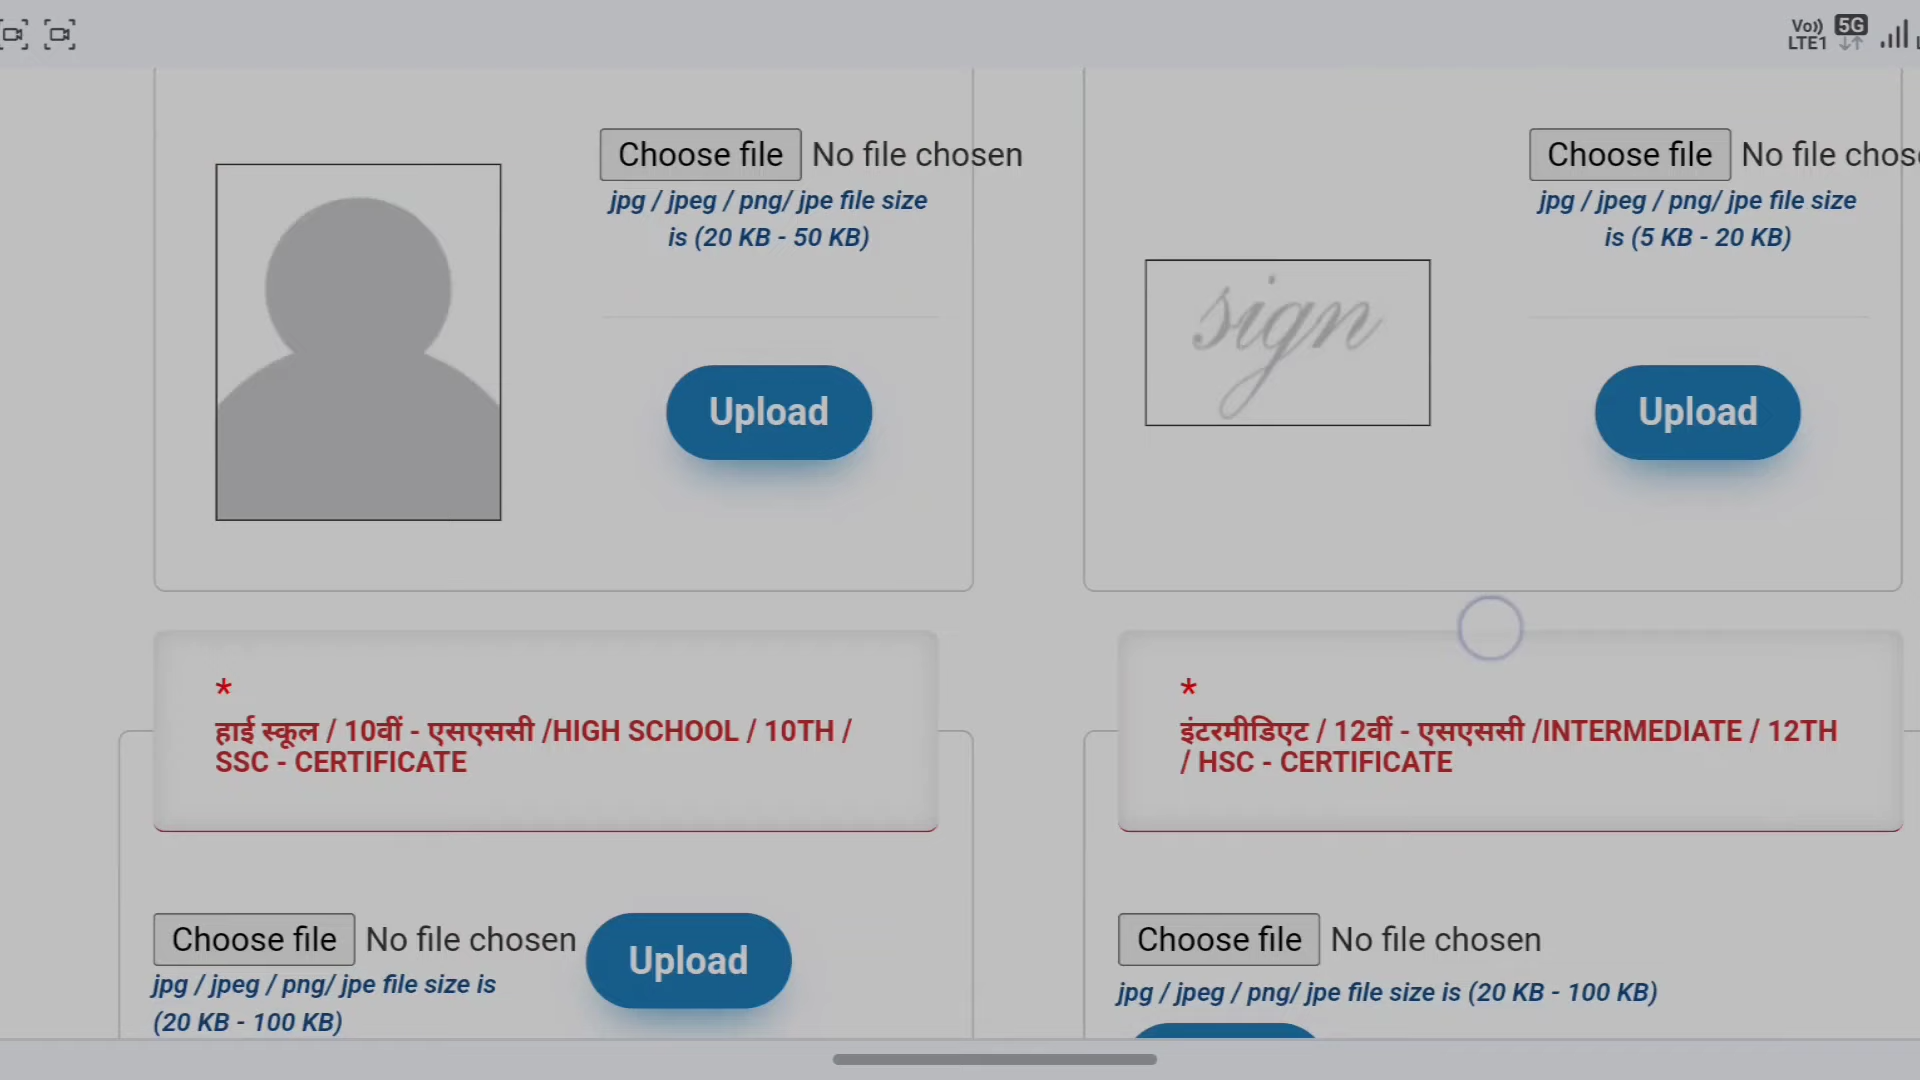 Vo))
LTE1
5G
Choose file No file chosen
jpg / jpeg / png/ jpe file size
is (20 KB - 50 KB)
Upload
Choose file No file chos
jpg / jpeg / png/ jpe file size
is (5 KB - 20 KB)
sign
Upload
*
हाई स्कूल / 10वीं - एसएससी /HIGH SCHOOL / 10TH /
SSC - CERTIFICATE
*
इंटरमीडिएट / 12वीं - एसएससी /INTERMEDIATE / 12TH
/ HSC - CERTIFICATE
Choose file No file chosen
Upload
jpg / jpeg / png/ jpe file size is
(20 KB - 100 KB)
Choose file No file chosen
jpg / jpeg / png/ jpe file size is (20 KB - 100 KB)